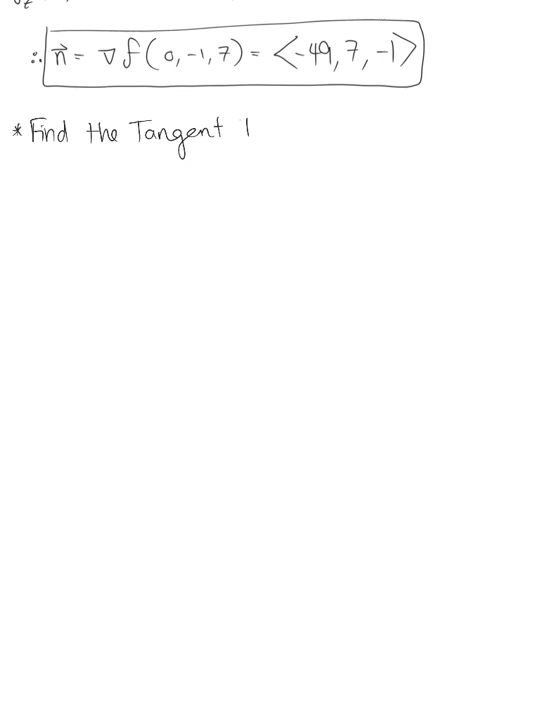 ∴ n⃗ = ∇f(0, -1, 7) = <-49, 7, -1>
* Find the Tangent l